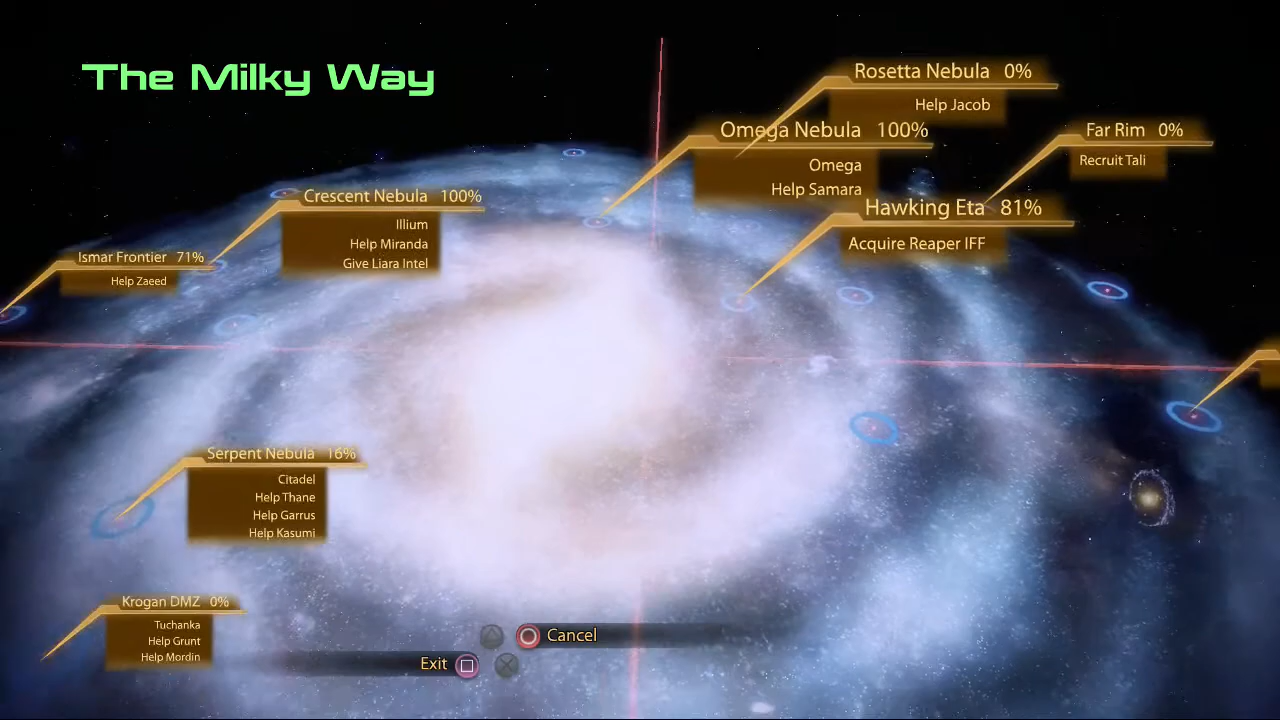 The Milky Way
Rosetta Nebula 0%
Help Jacob
Omega Nebula 100%
Omega
Help Samara
Far Rim 0%
Recruit Tali
Hawking Eta 81%
Acquire Reaper IFF
Crescent Nebula 100%
Illium
Help Miranda
Give Liara Intel
Ismar Frontier 71%
Help Zaeed
Serpent Nebula 16%
Citadel
Help Thane
Help Garrus
Help Kasumi
Krogan DMZ 0%
Tuchanka
Help Grunt
Help Mordin
Cancel
Exit